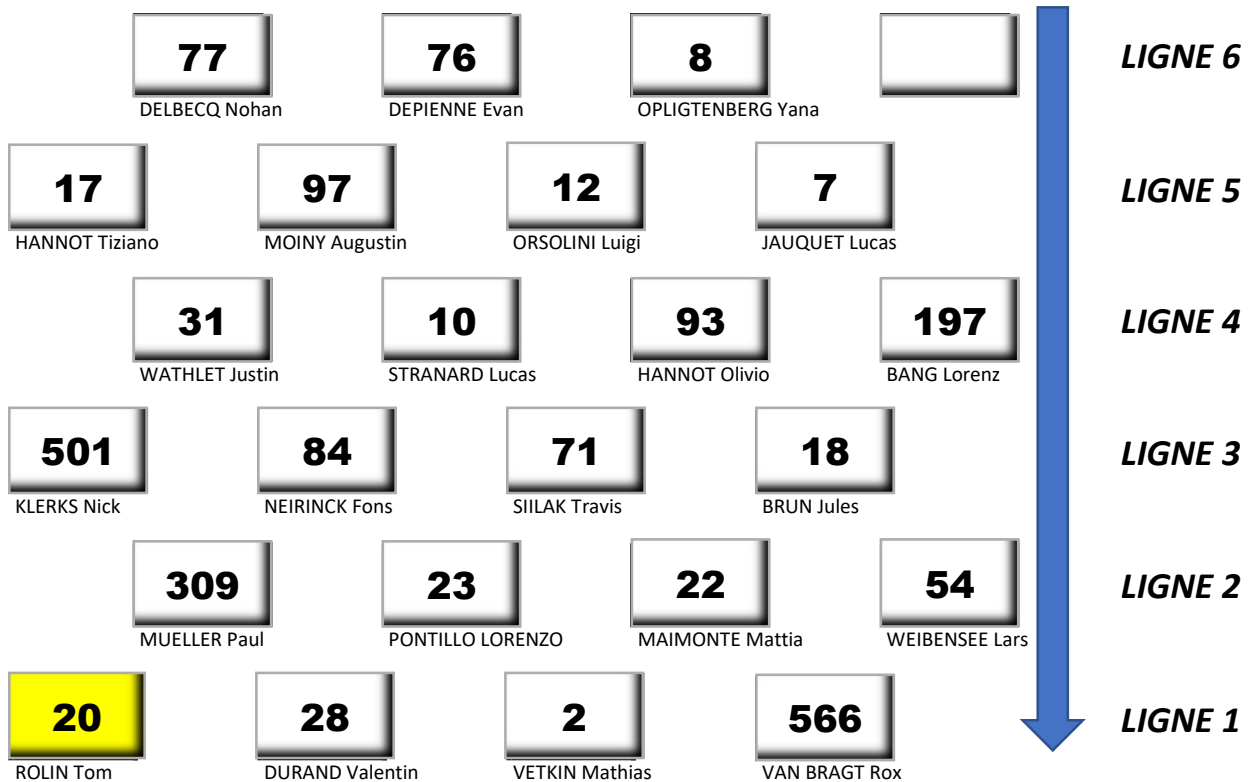 77 76 8 LIGNE 6
DELBECQ Nohan DEPIENNE Evan OPLIGTENBERG Yana
17 97 12 7 LIGNE 5
HANNOT Tiziano MOINY Augustin ORSOLINI Luigi JAUQUET Lucas
31 10 93 197 LIGNE 4
WATHLET Justin STRANARD Lucas HANNOT Olivio BANG Lorenz
501 84 71 18 LIGNE 3
KLERKS Nick NEIRINCK Fons SIILAK Travis BRUN Jules
309 23 22 54 LIGNE 2
MUELLER Paul PONTILLO LORENZO MAIMONTE Mattia WEIBENSEE Lars
20 28 2 566 LIGNE 1
ROLIN Tom DURAND Valentin VETKIN Mathias VAN BRAGT Rox